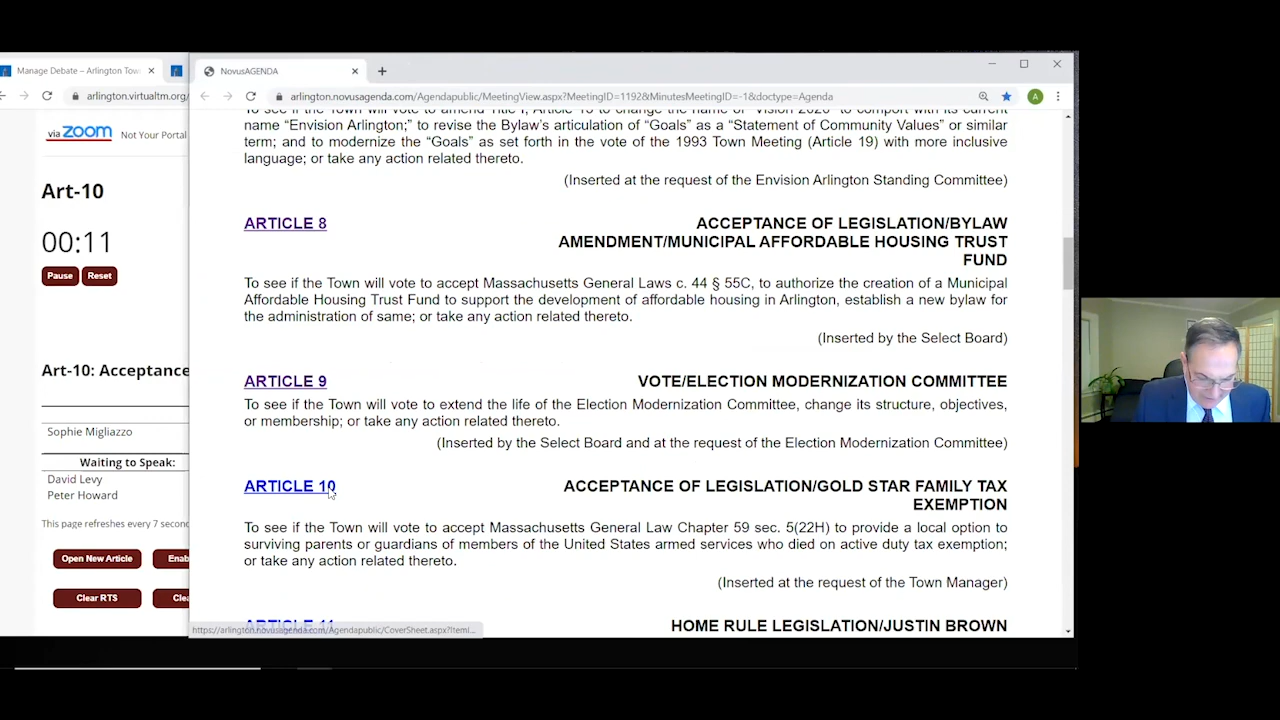 Manage Debate – Arlington Tow
NovusAGENDA
arlington.virtualtm.org/
arlington.novusagenda.com/Agendapublic/MeetingView.aspx?MeetingID=1192&MinutesMeetingID=-1&doctype=Agenda
A
via zoom Not Your Portal
Art-10
00:11
Pause Reset
Art-10: Acceptance
Sophie Migliazzo
Waiting to Speak:
David Levy
Peter Howard
This page refreshes every 7 second
Open New Article Enab
Clear RTS Cle
name “Envision Arlington;” to revise the Bylaw’s articulation of “Goals” as a “Statement of Community Values” or similar
term; and to modernize the “Goals” as set forth in the vote of the 1993 Town Meeting (Article 19) with more inclusive
language; or take any action related thereto.
(Inserted at the request of the Envision Arlington Standing Committee)
ARTICLE 8 ACCEPTANCE OF LEGISLATION/BYLAW
AMENDMENT/MUNICIPAL AFFORDABLE HOUSING TRUST
FUND
To see if the Town will vote to accept Massachusetts General Laws c. 44 § 55C, to authorize the creation of a Municipal
Affordable Housing Trust Fund to support the development of affordable housing in Arlington, establish a new bylaw for
the administration of same; or take any action related thereto.
(Inserted by the Select Board)
ARTICLE 9 VOTE/ELECTION MODERNIZATION COMMITTEE
To see if the Town will vote to extend the life of the Election Modernization Committee, change its structure, objectives,
or membership; or take any action related thereto.
(Inserted by the Select Board and at the request of the Election Modernization Committee)
ARTICLE 10 ACCEPTANCE OF LEGISLATION/GOLD STAR FAMILY TAX
EXEMPTION
To see if the Town will vote to accept Massachusetts General Law Chapter 59 sec. 5(22H) to provide a local option to
surviving parents or guardians of members of the United States armed services who died on active duty tax exemption;
or take any action related thereto.
(Inserted at the request of the Town Manager)
ARTICLE 11 HOME RULE LEGISLATION/JUSTIN BROWN
https://arlington.novusagenda.com/Agendapublic/CoverSheet.aspx?ItemI...